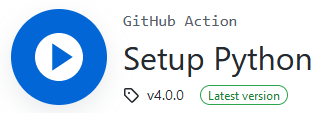 GitHub Action
Setup Python
v4.0.0 Latest version